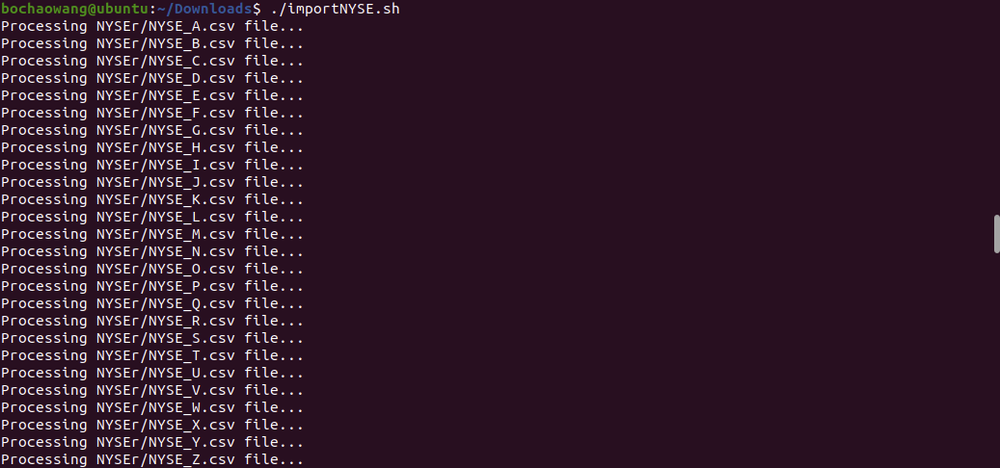 bochaowang@ubuntu:~/Downloads$ ./importNYSE.sh
Processing NYSEr/NYSE_A.csv file...
Processing NYSEr/NYSE_B.csv file...
Processing NYSEr/NYSE_C.csv file...
Processing NYSEr/NYSE_D.csv file...
Processing NYSEr/NYSE_E.csv file...
Processing NYSEr/NYSE_F.csv file...
Processing NYSEr/NYSE_G.csv file...
Processing NYSEr/NYSE_H.csv file...
Processing NYSEr/NYSE_I.csv file...
Processing NYSEr/NYSE_J.csv file...
Processing NYSEr/NYSE_K.csv file...
Processing NYSEr/NYSE_L.csv file...
Processing NYSEr/NYSE_M.csv file...
Processing NYSEr/NYSE_N.csv file...
Processing NYSEr/NYSE_O.csv file...
Processing NYSEr/NYSE_P.csv file...
Processing NYSEr/NYSE_Q.csv file...
Processing NYSEr/NYSE_R.csv file...
Processing NYSEr/NYSE_S.csv file...
Processing NYSEr/NYSE_T.csv file...
Processing NYSEr/NYSE_U.csv file...
Processing NYSEr/NYSE_V.csv file...
Processing NYSEr/NYSE_W.csv file...
Processing NYSEr/NYSE_X.csv file...
Processing NYSEr/NYSE_Y.csv file...
Processing NYSEr/NYSE_Z.csv file...